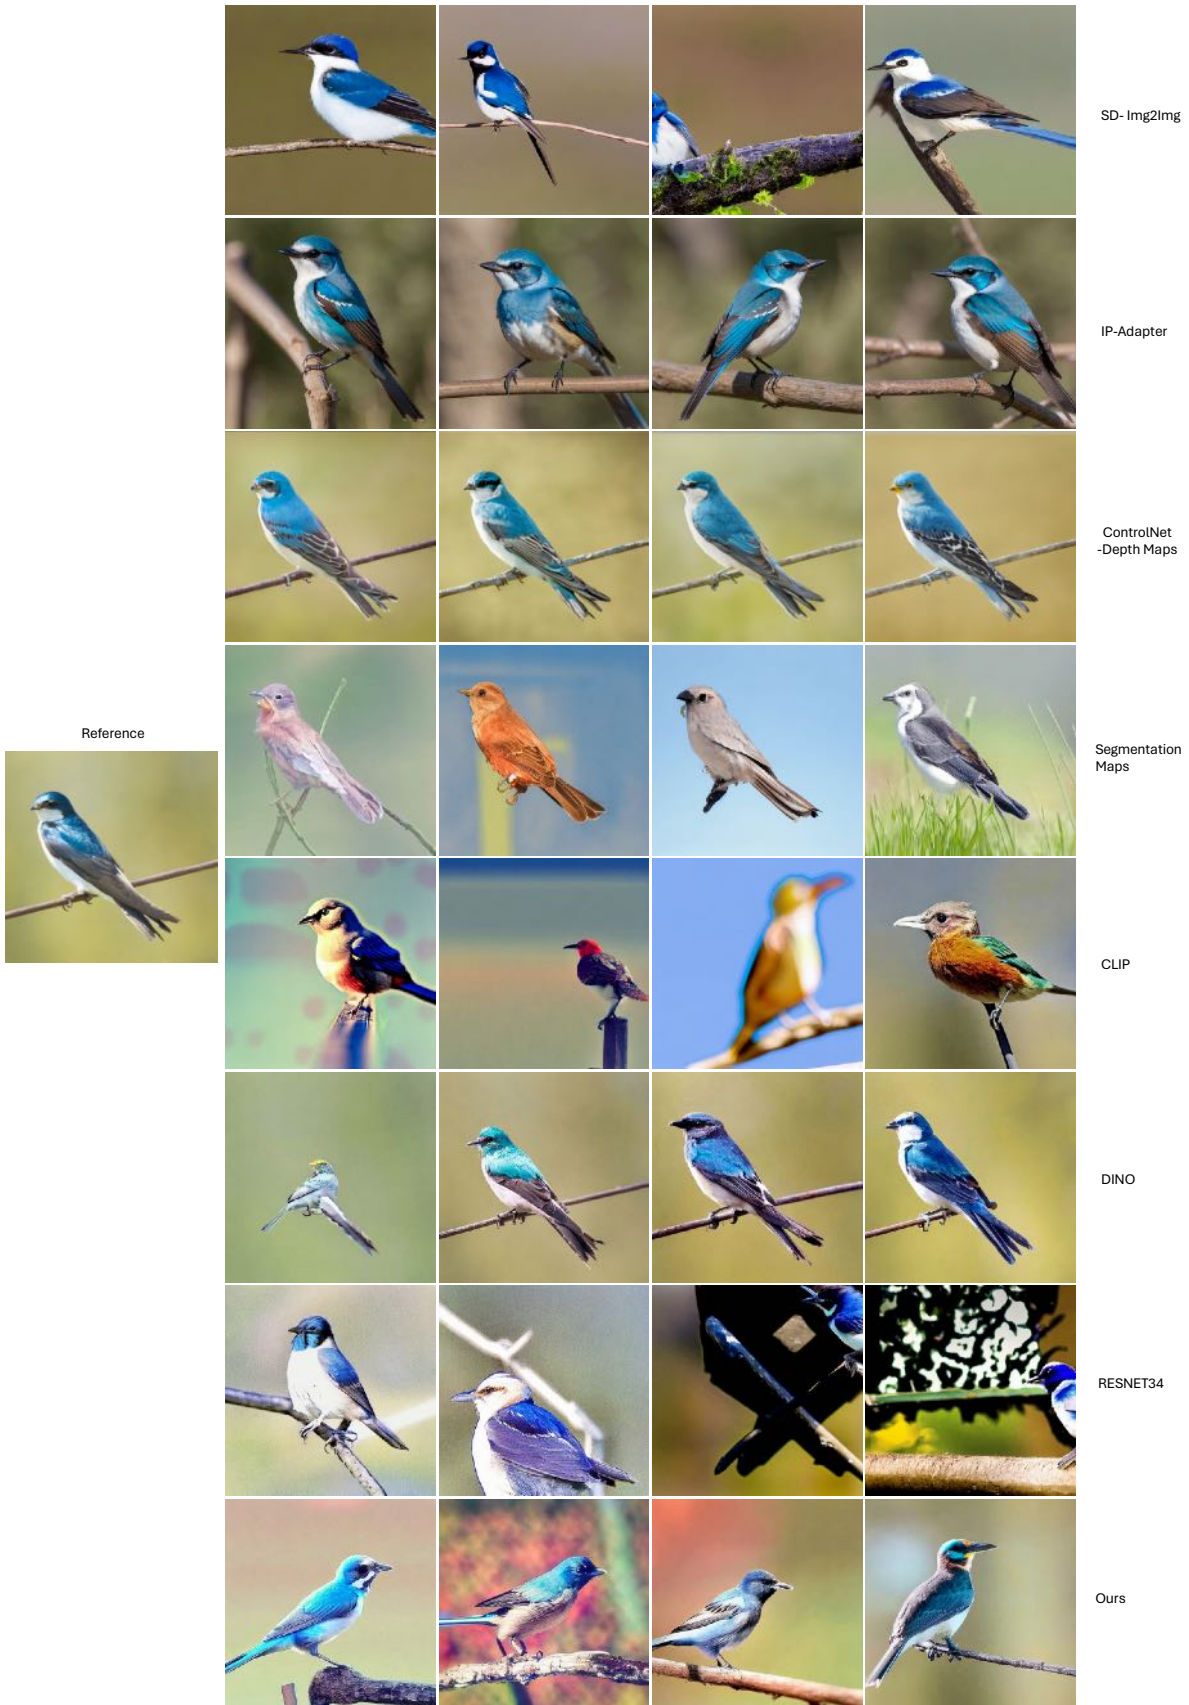 SD- Img2Img
IP-Adapter
ControlNet
-Depth Maps
Reference
Segmentation
Maps
CLIP
DINO
RESNET34
Ours